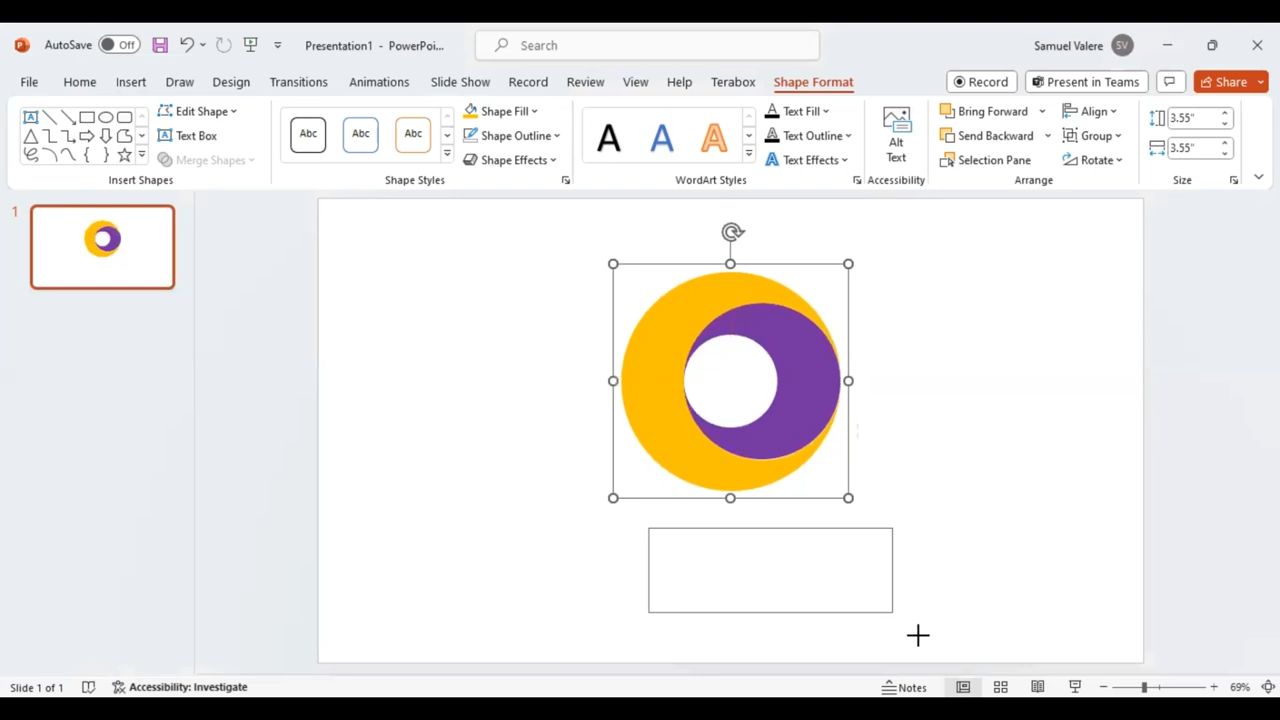 AutoSave Off Presentation1 - PowerPoi... Search Samuel Valere SV
File Home Insert Draw Design Slide Show Transitions Animations Slide Show Record Review View Help Terabox Shape Format Record Present in Teams Share
Edit Shape Text Box Merge Shapes
Abc Abc Abc
Shape Fill Shape Outline Shape Effects
A A A
Text Fill Text Outline Text Effects
Alt Text
Bring Forward Send Backward Selection Pane
Align Group Rotate
3.55"
3.55"
Insert Shapes Shape Styles WordArt Styles Accessibility Arrange Size
1
Slide 1 of 1 Accessibility: Investigate Notes 69%